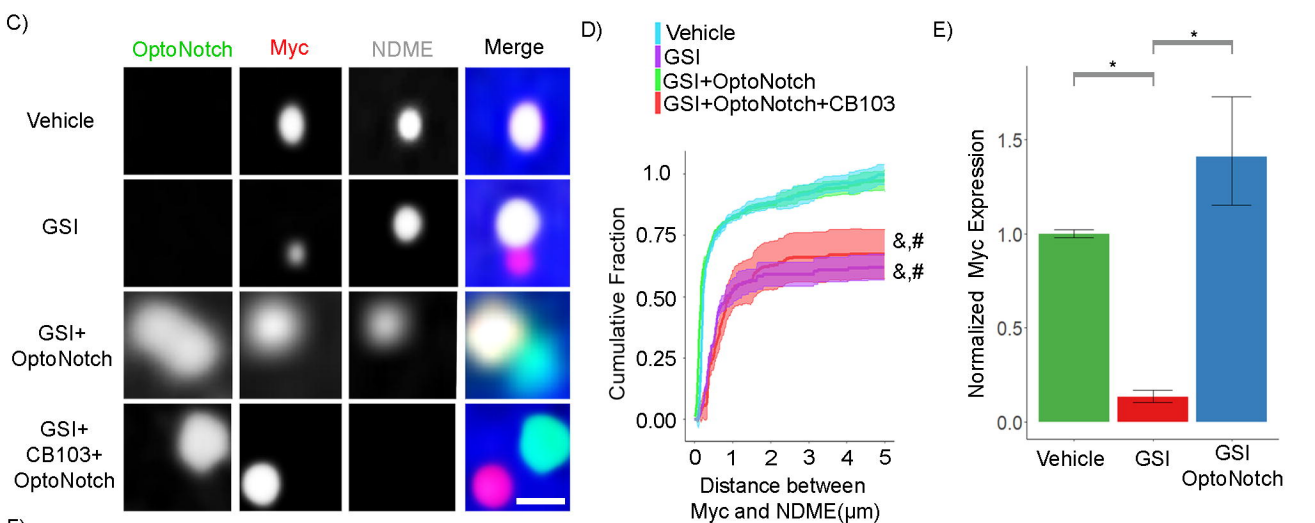 C)
OptoNotch
Myc
NDME
Merge
Vehicle
GSI
GSI+
OptoNotch
GSI+
CB103+
OptoNotch
D)
Vehicle
GSI
GSI+OptoNotch
GSI+OptoNotch+CB103
Cumulative Fraction
1.0
0.75
0.50
0.25
0.00
&,#
&,#
0 1 2 3 4 5
Distance between
Myc and NDME(μm)
E)
*
*
Normalized Myc Expression
1.5
1.0
0.5
0.0
Vehicle
GSI
GSI
OptoNotch